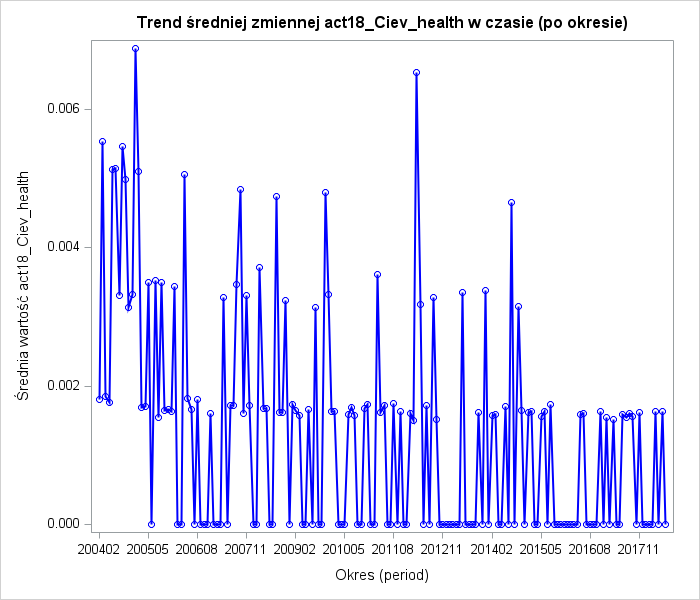 Trend średniej zmiennej act18_Ciev_health w czasie (po okresie)
Średnia wartość act18_Ciev_health
0.006
0.004
0.002
0.000
200402 200505 200608 200711 200902 201005 201108 201211 201402 201505 201608 201711
Okres (period)